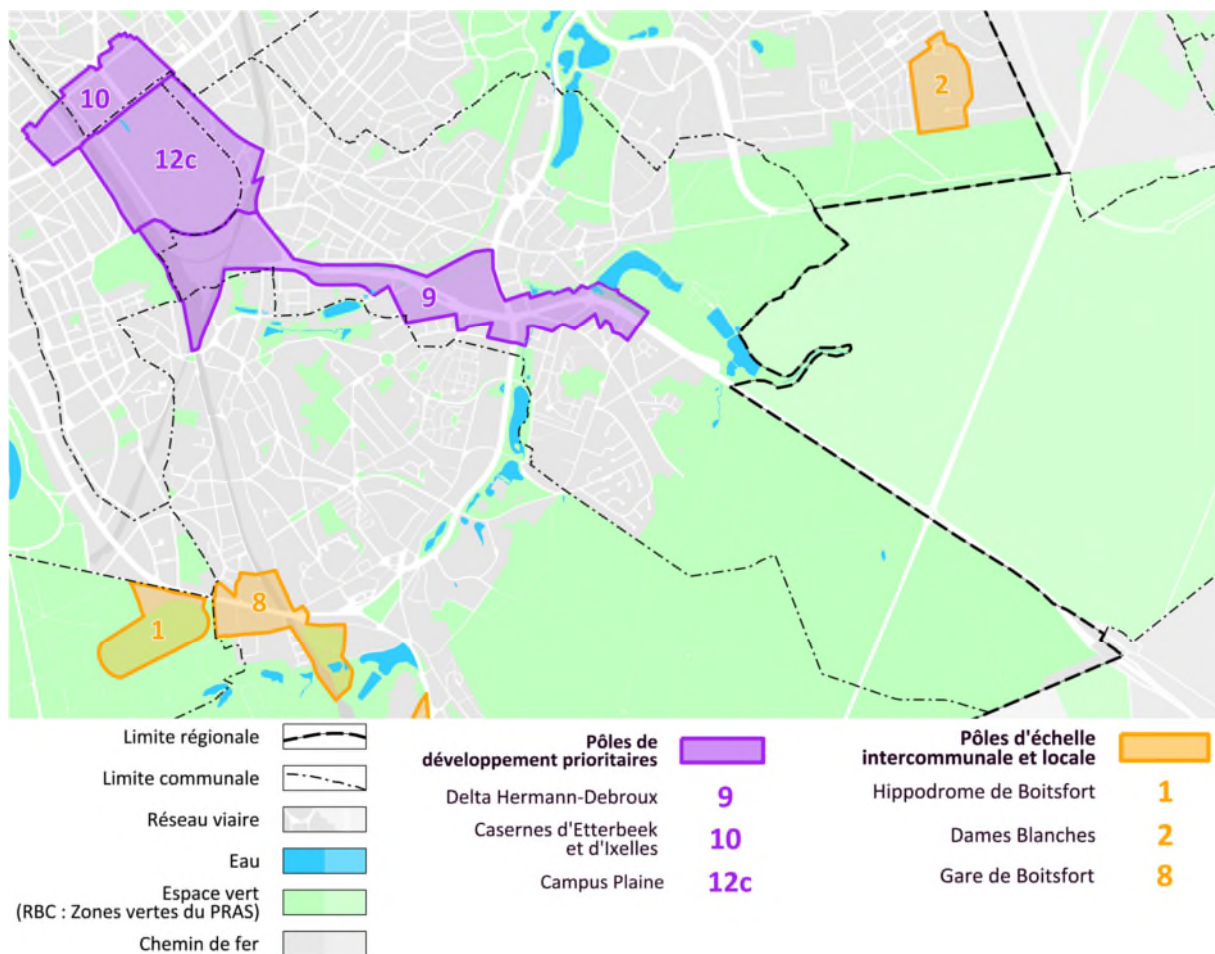 10
2
12c
9
8
1
Limite régionale
Limite communale
Réseau viaire
Eau
Espace vert
(RBC : Zones vertes du PRAS)
Chemin de fer
Pôles de
développement prioritaires
Delta Hermann-Debroux 9
Casernes d'Etterbeek
et d'Ixelles 10
Campus Plaine 12c
Pôles d'échelle
intercommunale et locale
Hippodrome de Boitsfort 1
Dames Blanches 2
Gare de Boitsfort 8